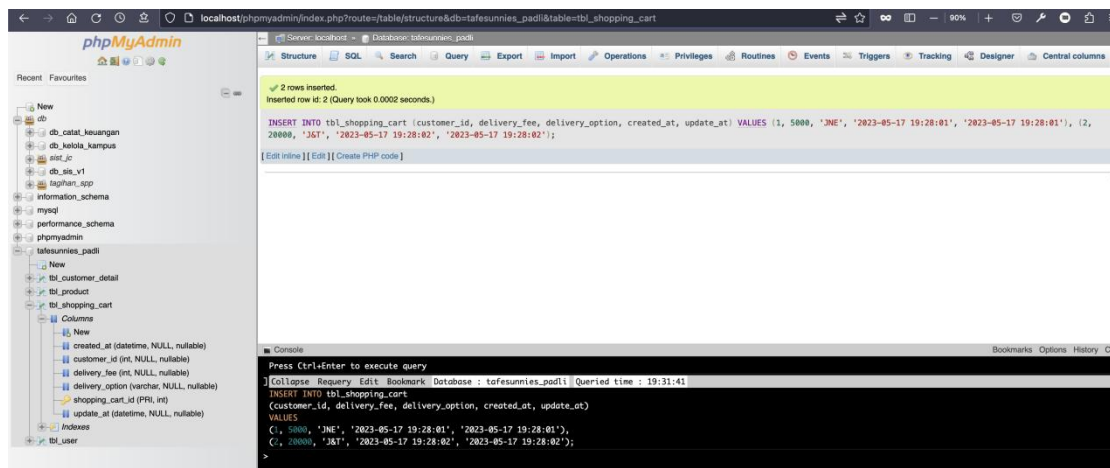 localhost/phpmyadmin/index.php?route=/table/structure&db=tafesunnies_padli&table=tbl_shopping_cart
90%
phpMyAdmin
Recent Favourites
New
db
db_catat_keuangan
db_kelola_kampus
sist_jc
db_sis_v1
tagihan_spp
information_schema
mysql
performance_schema
phpmyadmin
tafesunnies_padli
New
tbl_customer_detail
tbl_product
tbl_shopping_cart
Columns
New
created_at (datetime, NULL, nullable)
customer_id (int, NULL, nullable)
delivery_fee (int, NULL, nullable)
delivery_option (varchar, NULL, nullable)
shopping_cart_id (PRI, int)
update_at (datetime, NULL, nullable)
Indexes
tbl_user
Server: localhost » Database: tafesunnies_padli
Structure SQL Search Query Export Import Operations Privileges Routines Events Triggers Tracking Designer Central columns
2 rows inserted.
Inserted row id: 2 (Query took 0.0002 seconds.)
INSERT INTO tbl_shopping_cart (customer_id, delivery_fee, delivery_option, created_at, update_at) VALUES (1, 5000, 'JNE', '2023-05-17 19:28:01', '2023-05-17 19:28:01'), (2,
20000, 'J&T', '2023-05-17 19:28:02', '2023-05-17 19:28:02');
[ Edit inline ] [ Edit ] [ Create PHP code ]
Console
Bookmarks Options History
Press Ctrl+Enter to execute query
Collapse Requery Edit Bookmark Database : tafesunnies_padli Queried time : 19:31:41
INSERT INTO tbl_shopping_cart
(customer_id, delivery_fee, delivery_option, created_at, update_at)
VALUES
(1, 5000, 'JNE', '2023-05-17 19:28:01', '2023-05-17 19:28:01'),
(2, 20000, 'J&T', '2023-05-17 19:28:02', '2023-05-17 19:28:02');
>